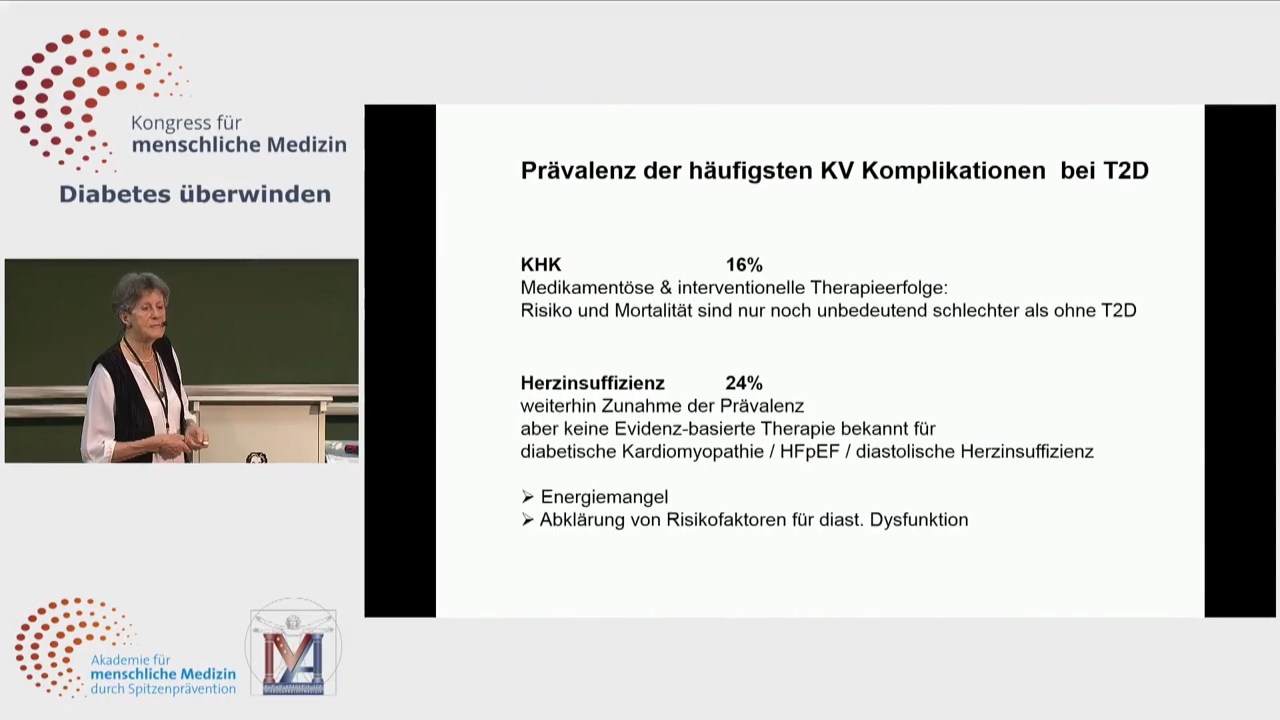 Kongress für
menschliche Medizin
Diabetes überwinden
Prävalenz der häufigsten KV Komplikationen bei T2D
KHK 16%
Medikamentöse & interventionelle Therapieerfolge:
Risiko und Mortalität sind nur noch unbedeutend schlechter als ohne T2D
Herzinsuffizienz 24%
weiterhin Zunahme der Prävalenz
aber keine Evidenz-basierte Therapie bekannt für
diabetische Kardiomyopathie / HFpEF / diastolische Herzinsuffizienz
➢ Energiemangel
➢ Abklärung von Risikofaktoren für diast. Dysfunktion
Akademie für
menschliche Medizin
durch Spitzenprävention